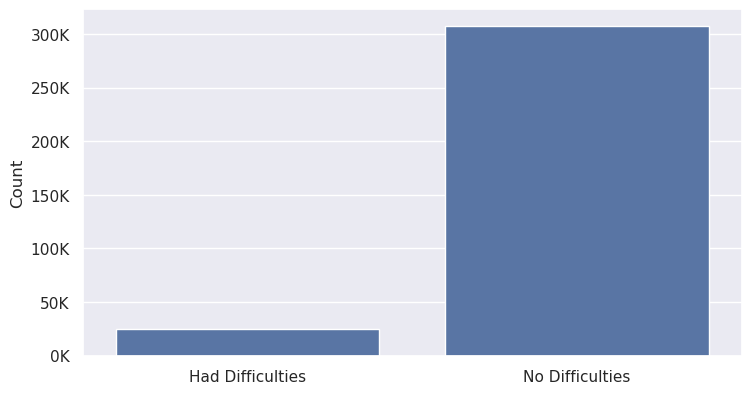 300K
250K
200K
150K
100K
50K
0K
Count
Had Difficulties
No Difficulties